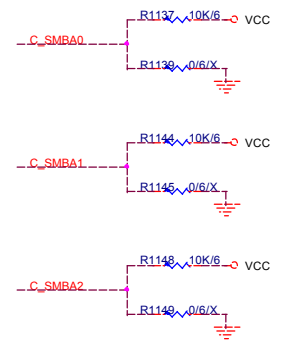 R1137 10K/6 VCC
C_SMBA0
R1139 0/6/X
R1144 10K/6 VCC
C_SMBA1
R1145 0/6/X
R1148 10K/6 VCC
C_SMBA2
R1149 0/6/X